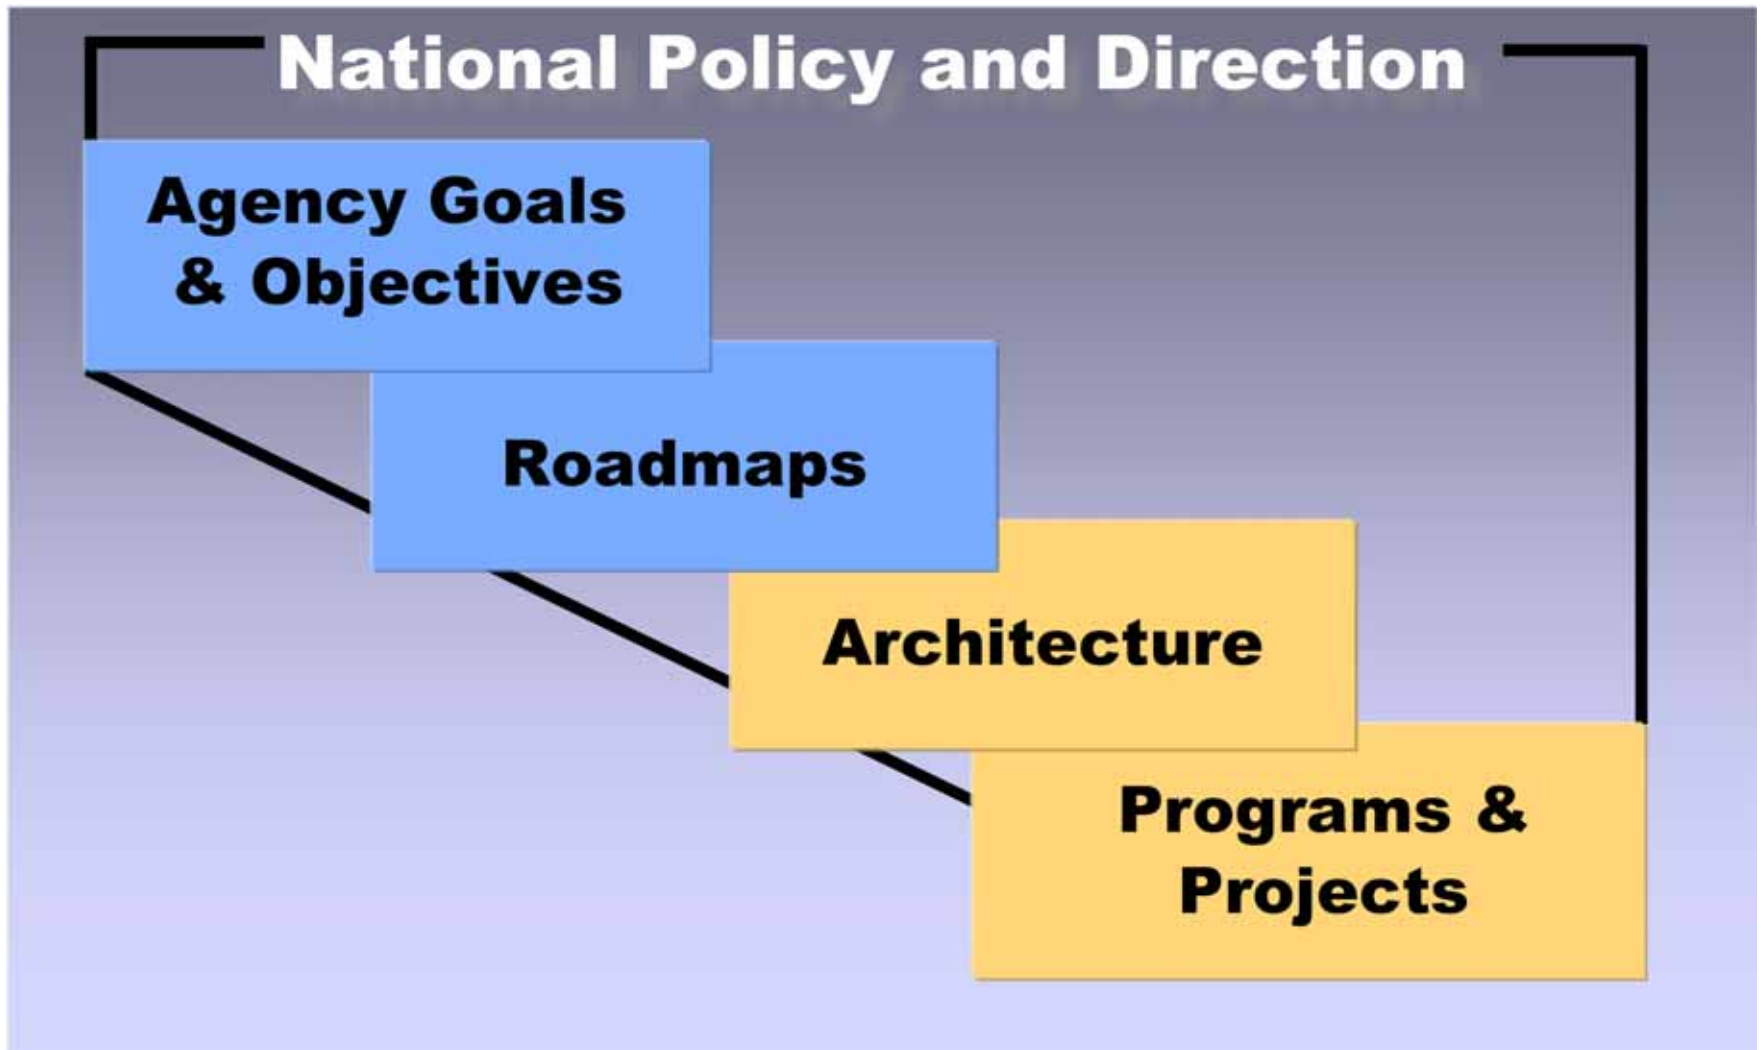 National Policy and Direction
Agency Goals
& Objectives
Roadmaps
Architecture
Programs &
Projects